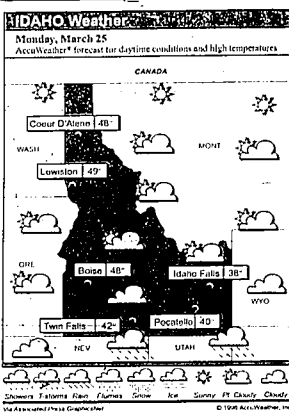 IDAHO Weather
Monday, March 25
AccuWeather® forecast for daytime conditions and high temperatures
CANADA
Coeur D'Alene 48°
WASH
MONT
Lewiston 49°
ORE
Boise 48°
Idaho Falls 38°
WYO
Twin Falls 42°
Pocatello 40°
NEV
UTAH
Showers T-storms Rain Flurries Snow Ice Sunny Pt Cloudy Cloudy
Via Associated Press GraphicsNet
© 1996 AccuWeather, Inc.